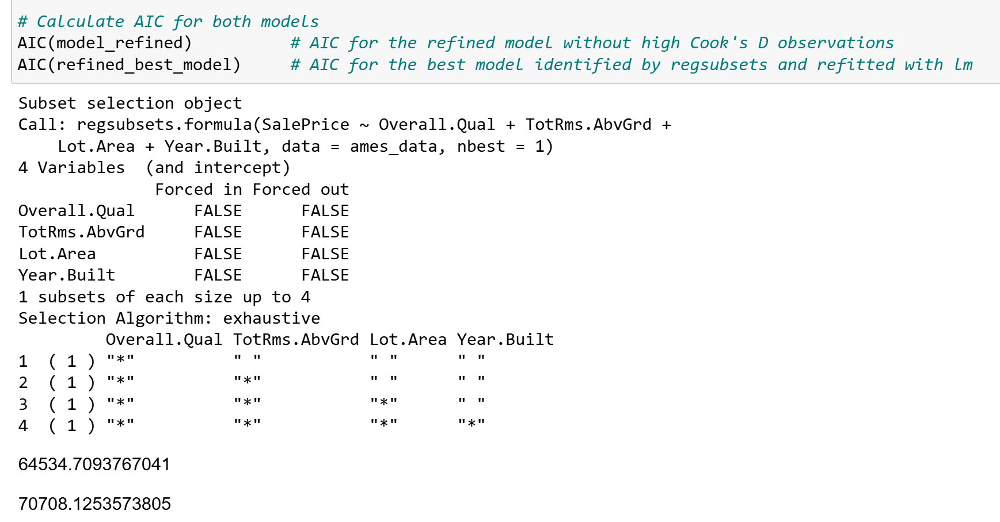 # Calculate AIC for both models
AIC(model_refined)          # AIC for the refined model without high Cook's D observations
AIC(refined_best_model)     # AIC for the best model identified by regsubsets and refitted with lm
Subset selection object
Call: regsubsets.formula(SalePrice ~ Overall.Qual + TotRms.AbvGrd +
    Lot.Area + Year.Built, data = ames_data, nbest = 1)
4 Variables  (and intercept)
              Forced in Forced out
Overall.Qual      FALSE      FALSE
TotRms.AbvGrd     FALSE      FALSE
Lot.Area          FALSE      FALSE
Year.Built        FALSE      FALSE
1 subsets of each size up to 4
Selection Algorithm: exhaustive
         Overall.Qual TotRms.AbvGrd Lot.Area Year.Built
1  ( 1 ) "*"          " "           " "      " "
2  ( 1 ) "*"          "*"           " "      " "
3  ( 1 ) "*"          "*"           "*"      " "
4  ( 1 ) "*"          "*"           "*"      "*"
64534.7093767041
70708.1253573805